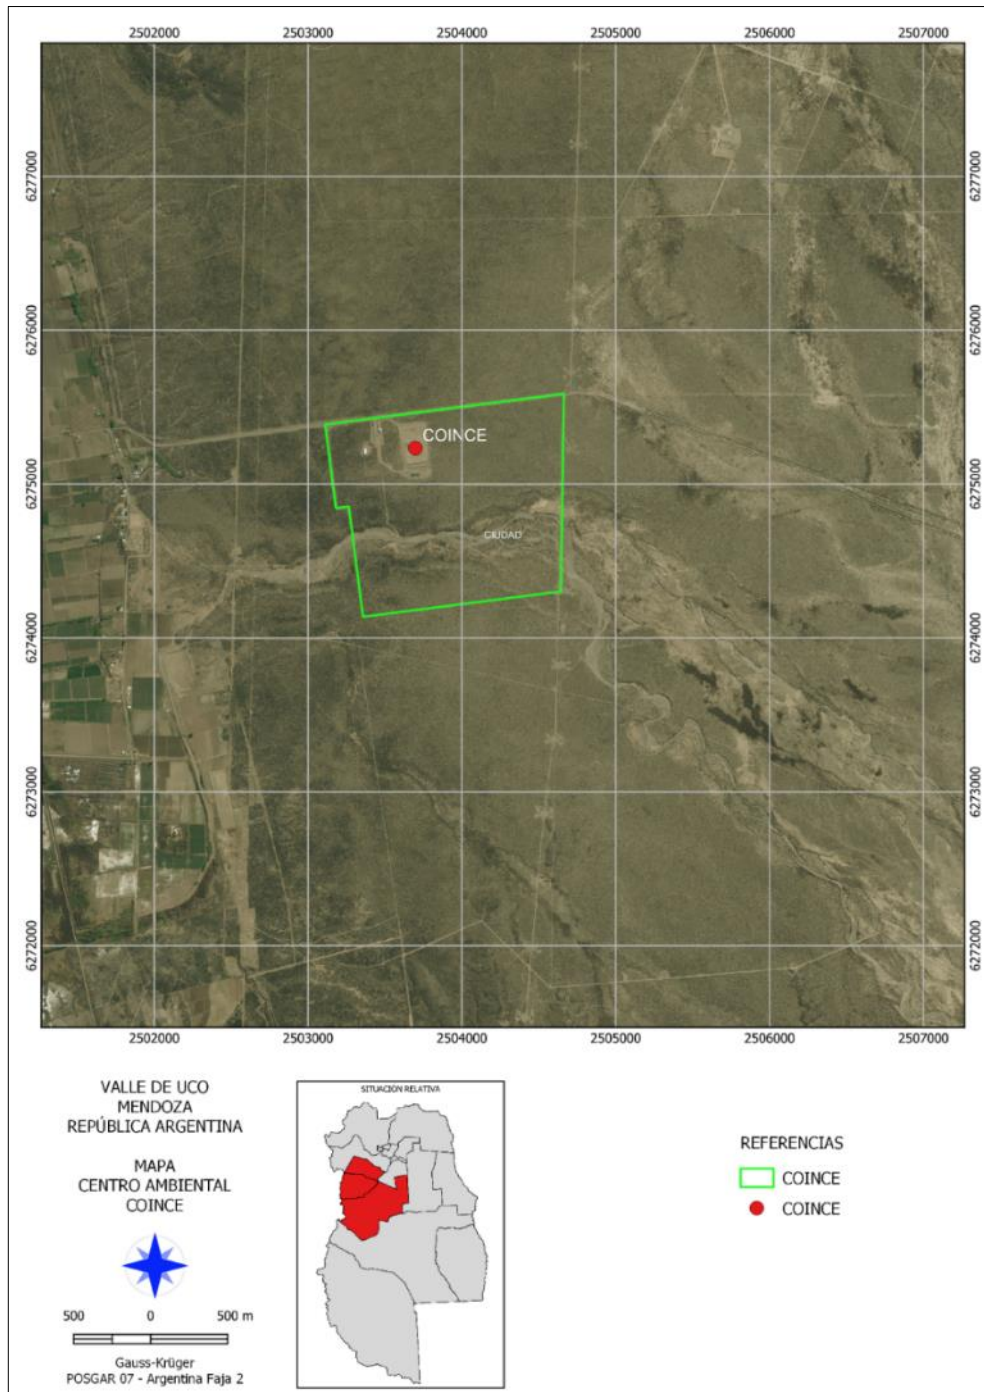 2502000 2503000 2504000 2505000 2506000 2507000
6277000 6277000
6276000 6276000
COINCE
6275000 6275000
CIUDAD
6274000 6274000
6273000 6273000
6272000 6272000
2502000 2503000 2504000 2505000 2506000 2507000
VALLE DE UCO
MENDOZA
REPÚBLICA ARGENTINA
MAPA
CENTRO AMBIENTAL
COINCE
500 0 500 m
Gauss-Krüger
POSGAR 07 - Argentina Faja 2
SITUACIÓN RELATIVA
REFERENCIAS
COINCE
COINCE